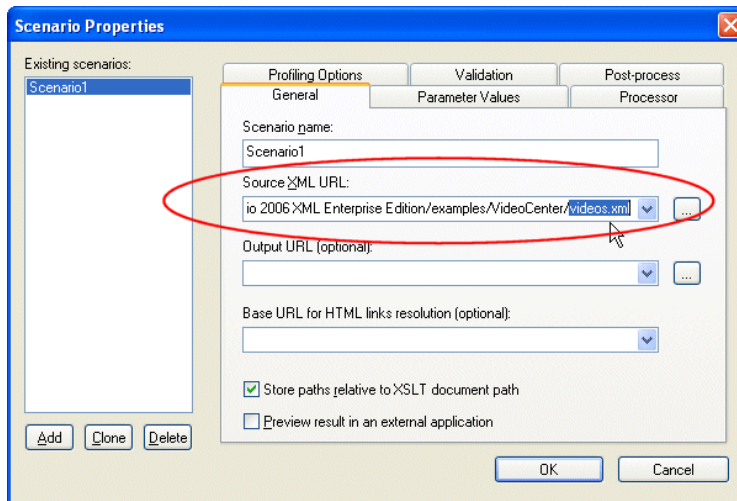 Scenario Properties
Existing scenarios:
Scenario1
Profiling Options
Validation
Post-process
General
Parameter Values
Processor
Scenario name:
Scenario1
Source XML URL:
io 2006 XML Enterprise Edition/examples/VideoCenter/videos.xml
...
Output URL (optional):
...
Base URL for HTML links resolution (optional):
Store paths relative to XSLT document path
Preview result in an external application
Add
Clone
Delete
OK
Cancel